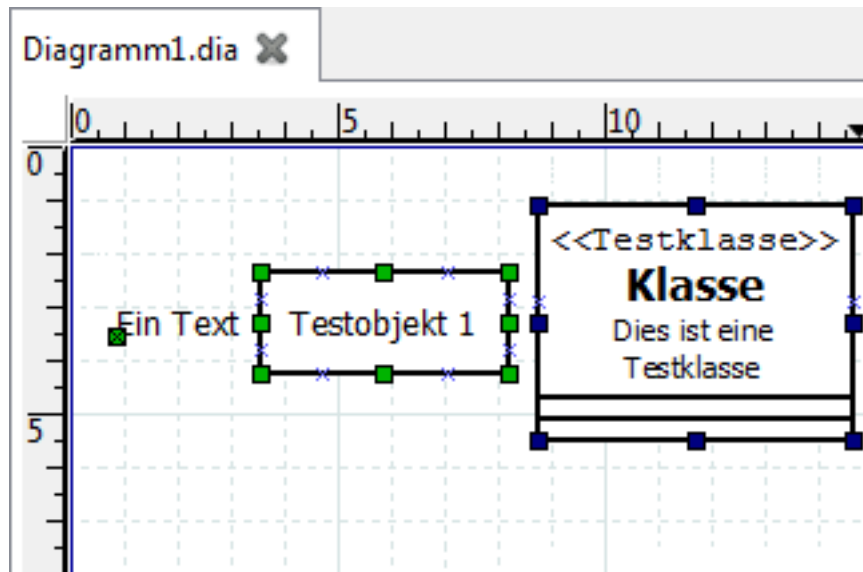 Diagramm1.dia
0 5 10
0
<<Testklasse>>
Klasse
Ein Text
Testobjekt 1
Dies ist eine
Testklasse
5